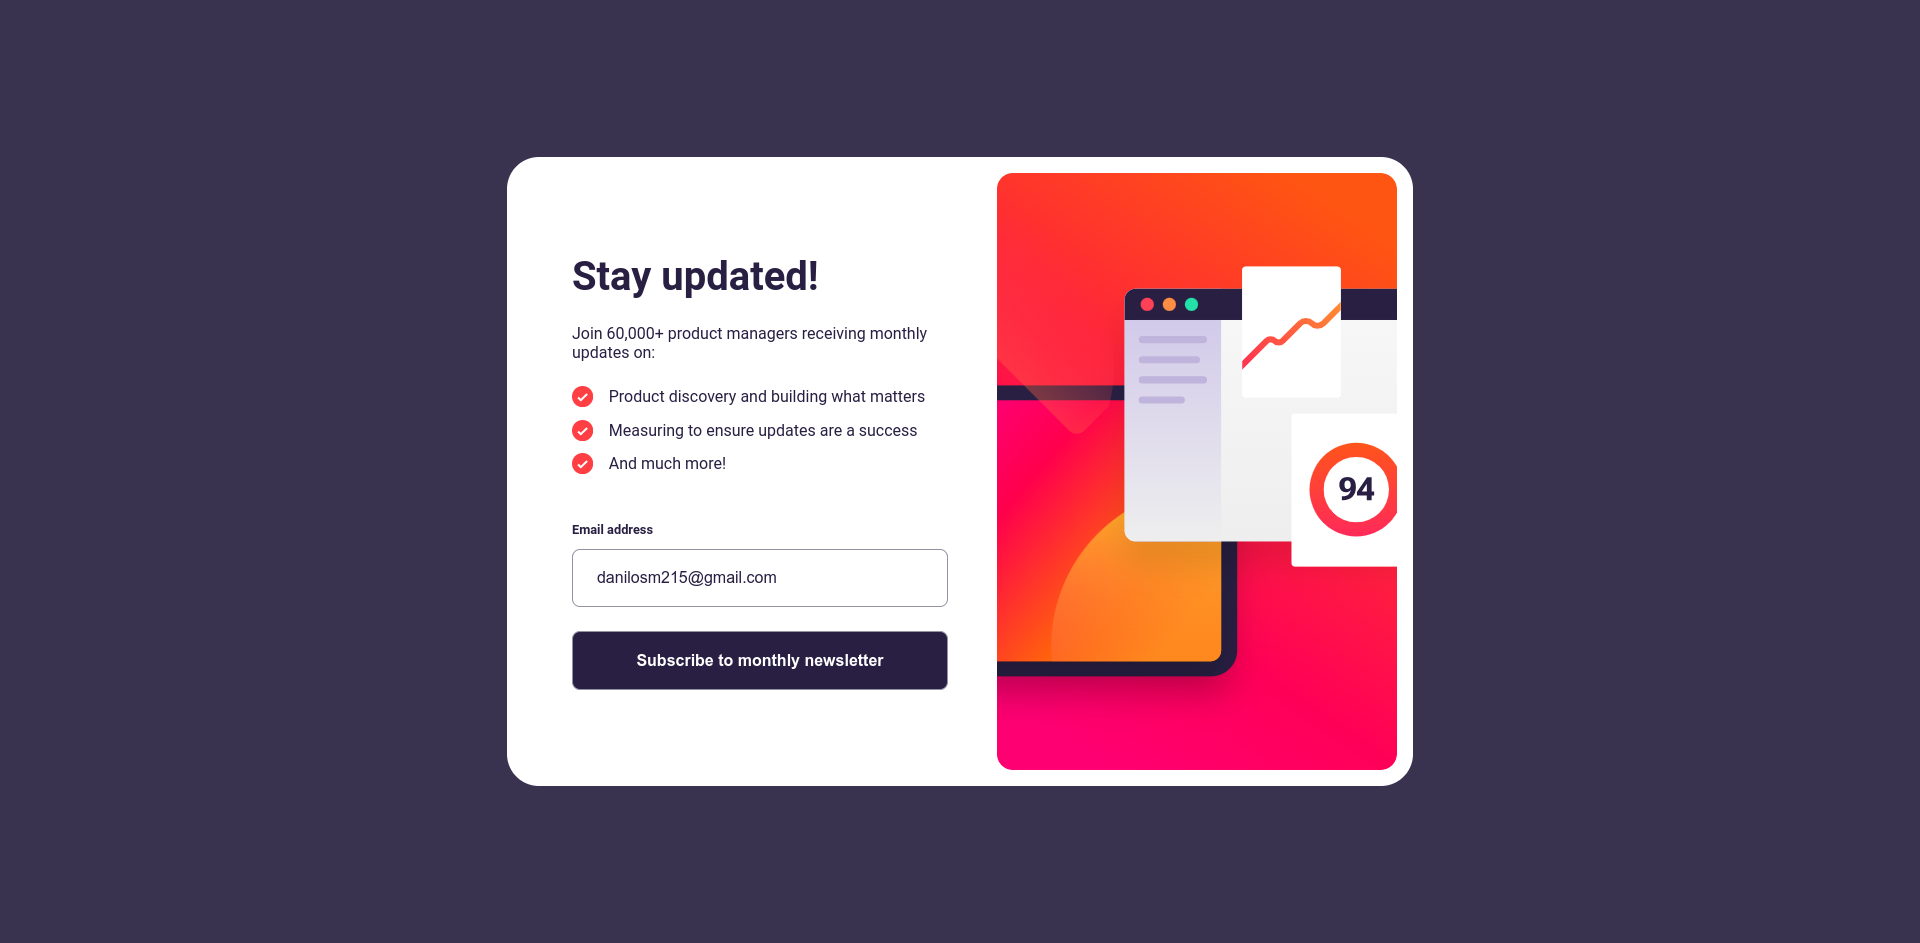 Stay updated!
Join 60,000+ product managers receiving monthly
updates on:
Product discovery and building what matters
Measuring to ensure updates are a success
And much more!
Email address
danilosm215@gmail.com
Subscribe to monthly newsletter
94